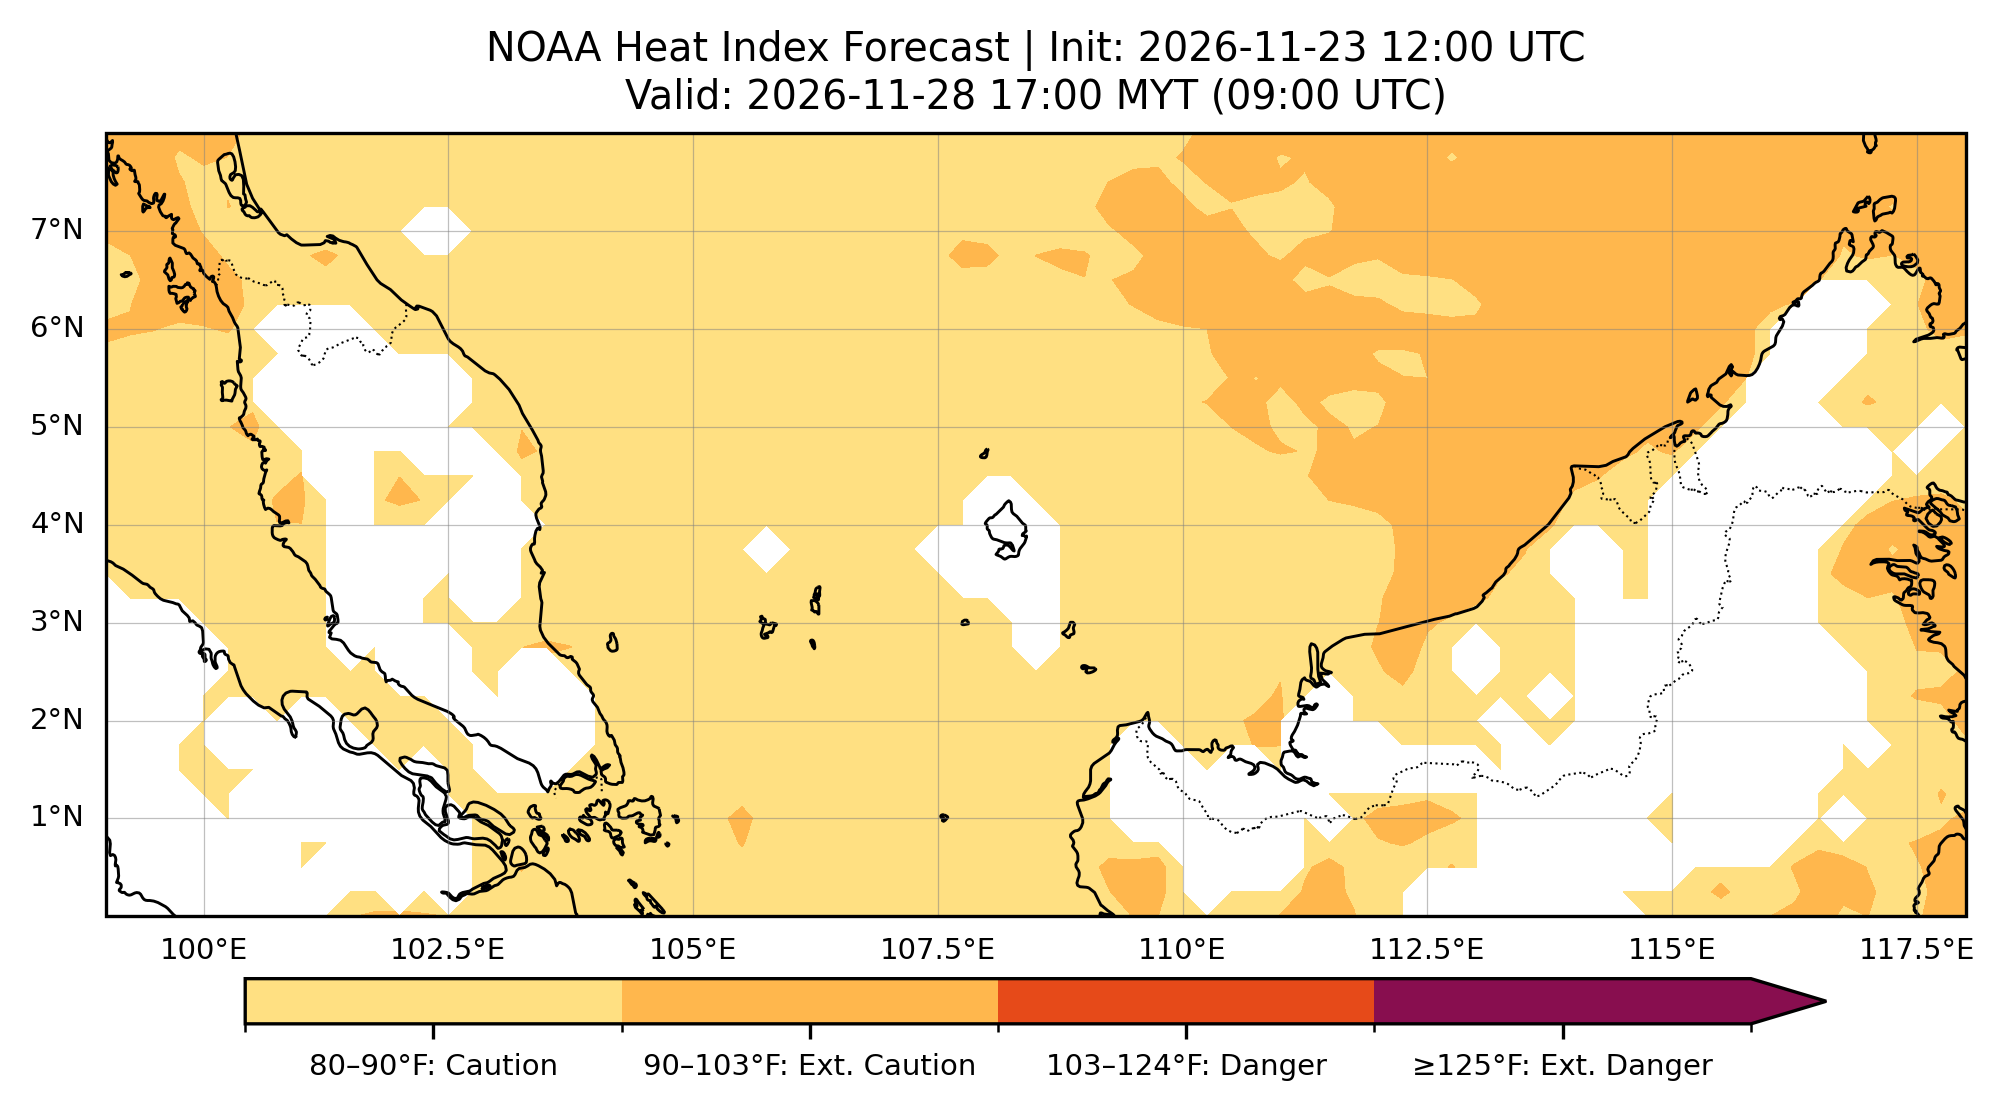 NOAA Heat Index Forecast | Init: 2026-11-23 12:00 UTC
Valid: 2026-11-28 17:00 MYT (09:00 UTC)
7°N
6°N
5°N
4°N
3°N
2°N
1°N
100°E 102.5°E 105°E 107.5°E 110°E 112.5°E 115°E 117.5°E
80–90°F: Caution 90–103°F: Ext. Caution 103–124°F: Danger ≥125°F: Ext. Danger